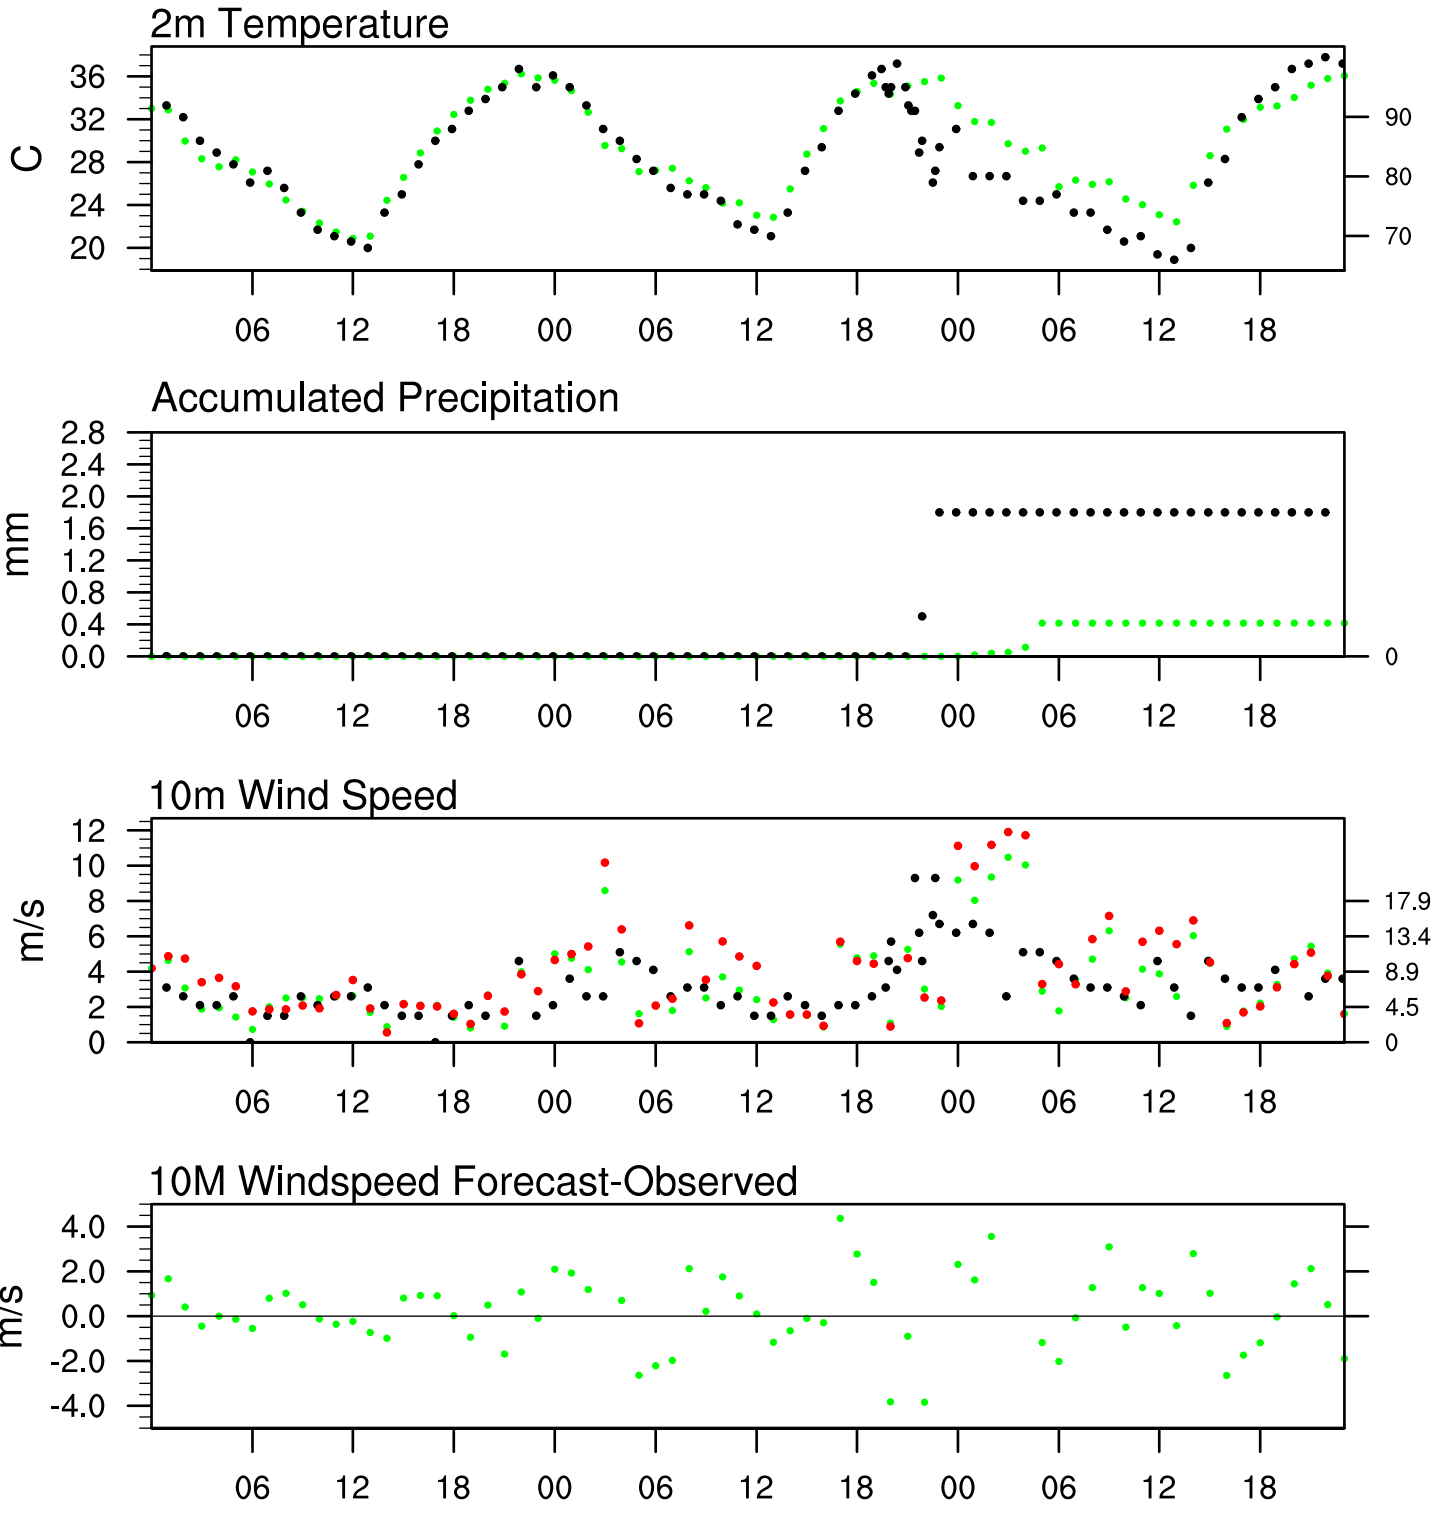 2m Temperature
C
36
32
28
24
20
90
80
70
06 12 18 00 06 12 18 00 06 12 18
Accumulated Precipitation
mm
2.8
2.4
2.0
1.6
1.2
0.8
0.4
0.0
0
06 12 18 00 06 12 18 00 06 12 18
10m Wind Speed
m/s
12
10
8
6
4
2
0
17.9
13.4
8.9
4.5
0
06 12 18 00 06 12 18 00 06 12 18
10M Windspeed Forecast-Observed
m/s
4.0
2.0
0.0
-2.0
-4.0
06 12 18 00 06 12 18 00 06 12 18